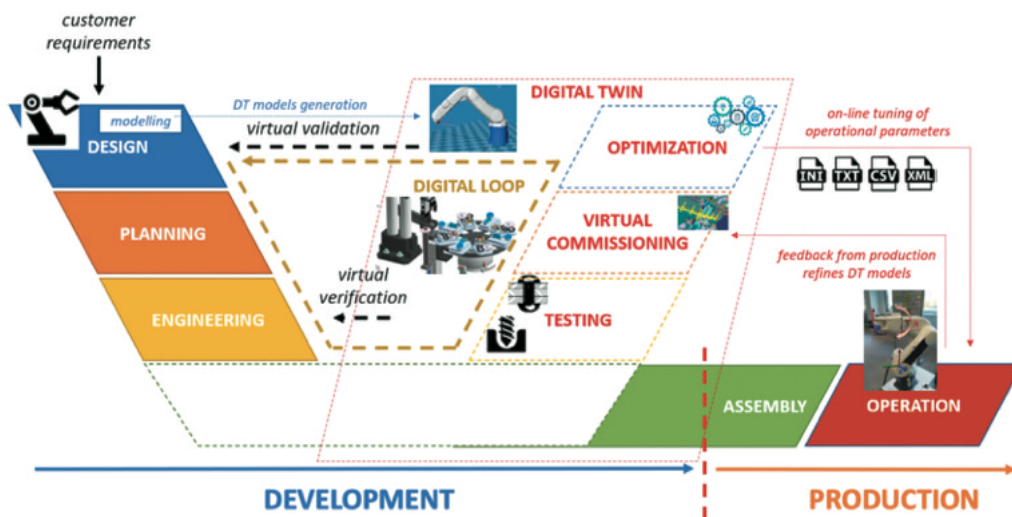 customer
requirements
modelling
DESIGN
DT models generation
virtual validation
DIGITAL TWIN
OPTIMIZATION
on-line tuning of
operational parameters
INI TXT CSV XML
DIGITAL LOOP
PLANNING
VIRTUAL
COMMISSIONING
feedback from production
refines DT models
virtual
verification
ENGINEERING
TESTING
ASSEMBLY
OPERATION
DEVELOPMENT
PRODUCTION